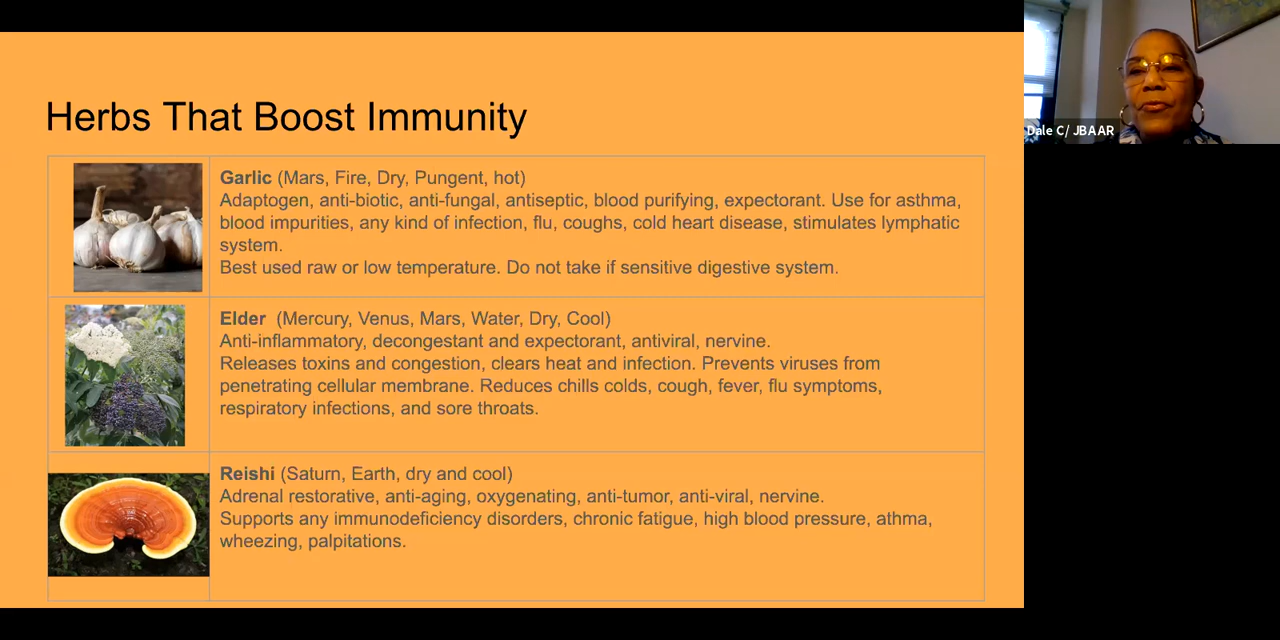 Herbs That Boost Immunity
Garlic (Mars, Fire, Dry, Pungent, hot)
Adaptogen, anti-biotic, anti-fungal, antiseptic, blood purifying, expectorant. Use for asthma,
blood impurities, any kind of infection, flu, coughs, cold heart disease, stimulates lymphatic
system.
Best used raw or low temperature. Do not take if sensitive digestive system.
Elder (Mercury, Venus, Mars, Water, Dry, Cool)
Anti-inflammatory, decongestant and expectorant, antiviral, nervine.
Releases toxins and congestion, clears heat and infection. Prevents viruses from
penetrating cellular membrane. Reduces chills colds, cough, fever, flu symptoms,
respiratory infections, and sore throats.
Reishi (Saturn, Earth, dry and cool)
Adrenal restorative, anti-aging, oxygenating, anti-tumor, anti-viral, nervine.
Supports any immunodeficiency disorders, chronic fatigue, high blood pressure, athma,
wheezing, palpitations.
Dale C/ JBAAR